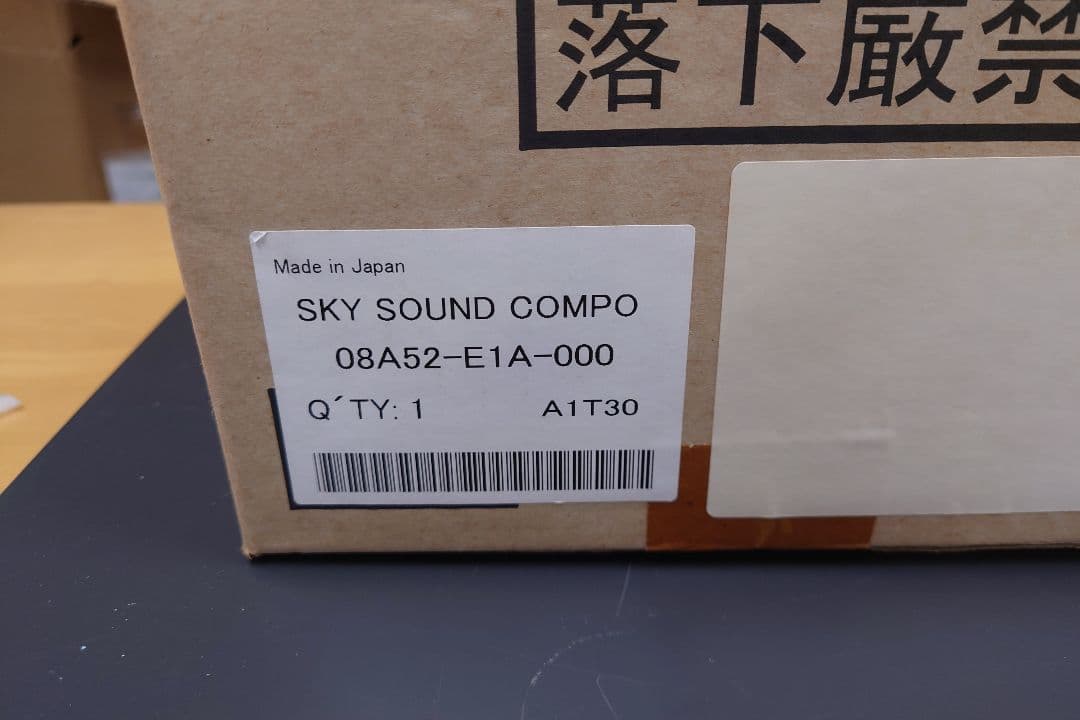 落下厳禁
Made in Japan
SKY SOUND COMPO
08A52-E1A-000
Q´TY: 1 A1T30